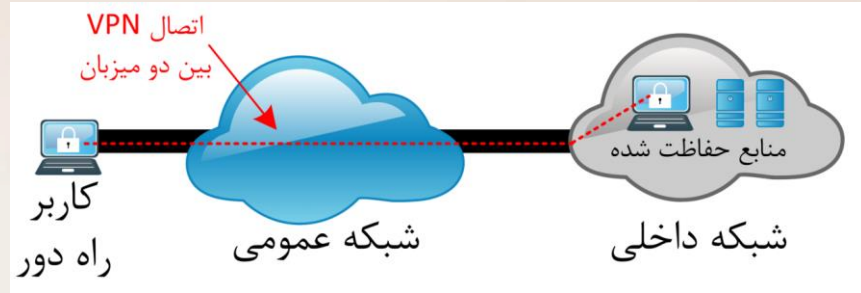 اتصال VPN
بین دو میزبان
منابع حفاظت شده
کاربر
راه دور
شبکه عمومی
شبکه داخلی